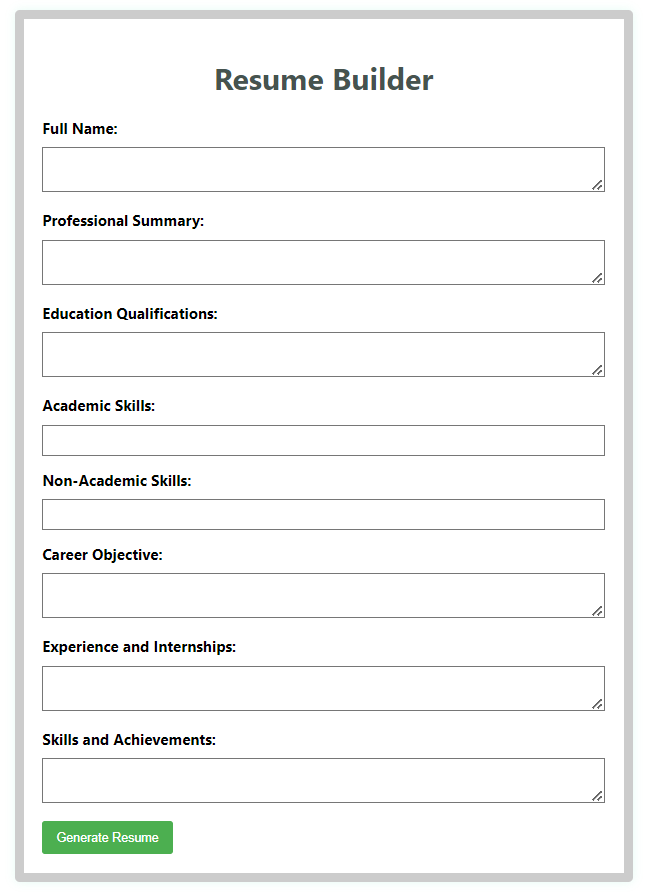 Resume Builder
Full Name:
Professional Summary:
Education Qualifications:
Academic Skills:
Non-Academic Skills:
Career Objective:
Experience and Internships:
Skills and Achievements:
Generate Resume